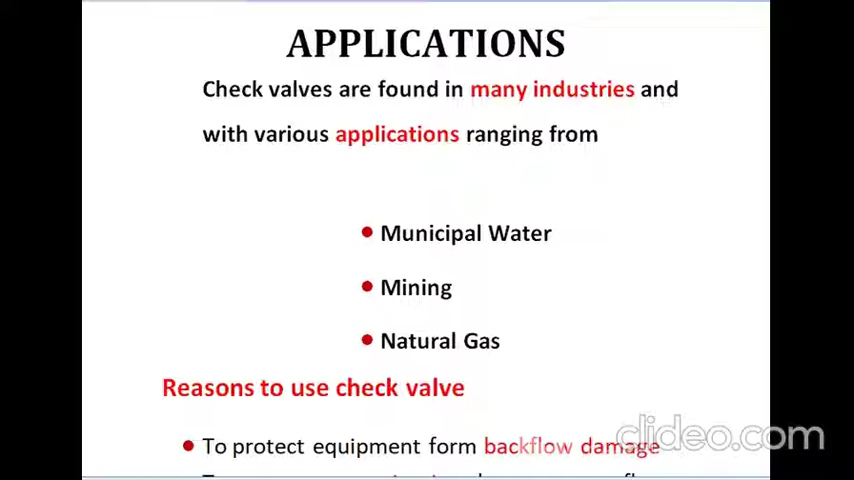 APPLICATIONS
Check valves are found in many industries and
with various applications ranging from
• Municipal Water
• Mining
• Natural Gas
Reasons to use check valve
• To protect equipment form backflow damage
clideo.com